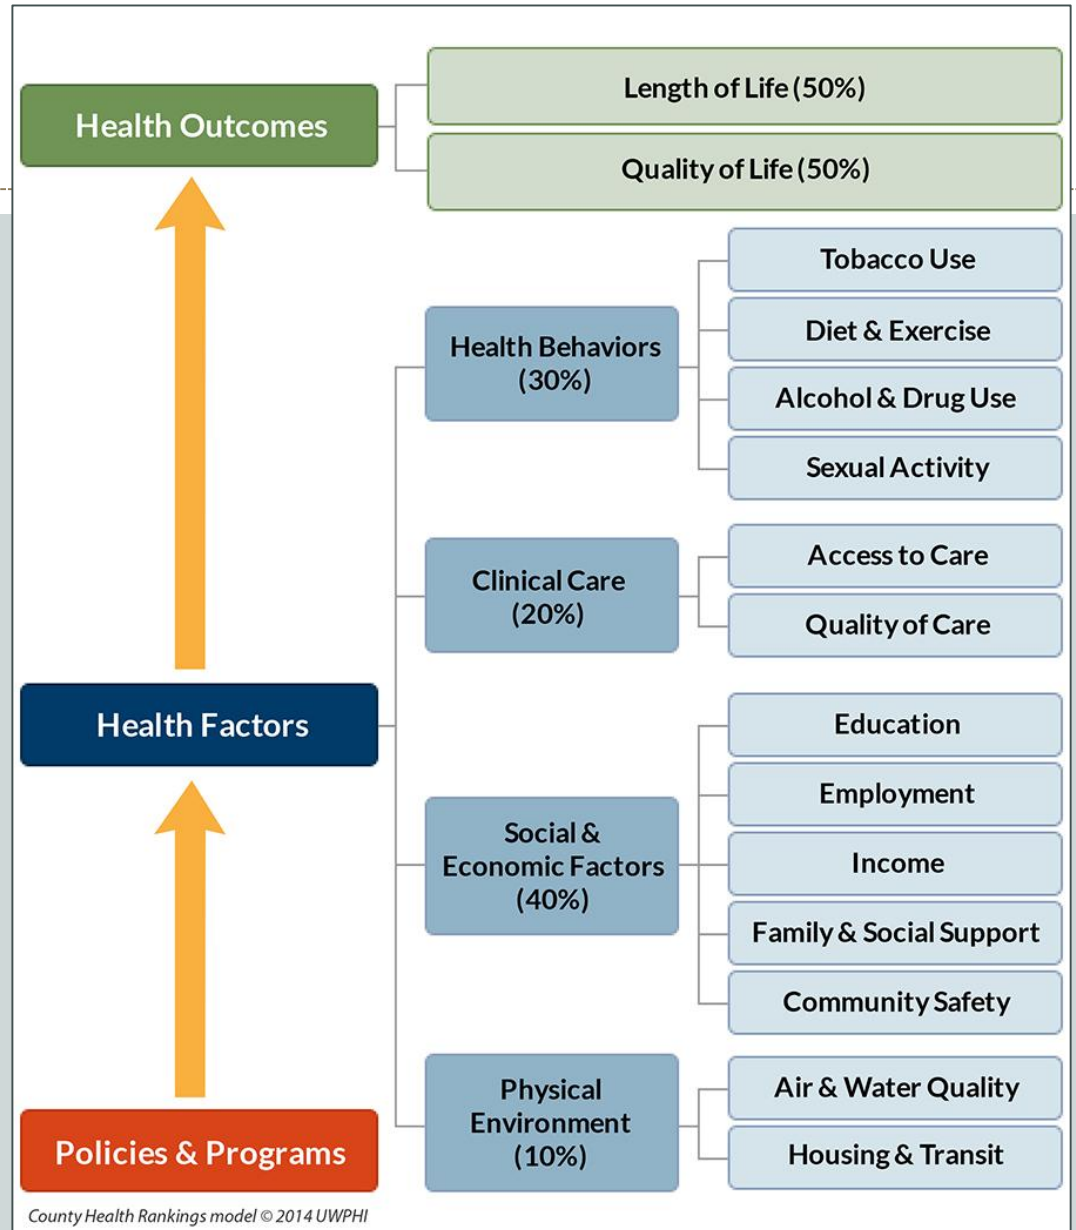 Health Outcomes
Length of Life (50%)
Quality of Life (50%)
Health Factors
Health Behaviors
(30%)
Tobacco Use
Diet & Exercise
Alcohol & Drug Use
Sexual Activity
Clinical Care
(20%)
Access to Care
Quality of Care
Social &
Economic Factors
(40%)
Education
Employment
Income
Family & Social Support
Community Safety
Physical
Environment
(10%)
Air & Water Quality
Housing & Transit
Policies & Programs
County Health Rankings model © 2014 UWPHI